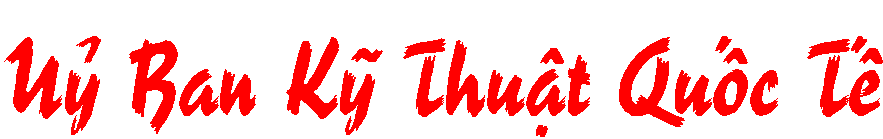 Uỷ Ban Kỹ Thuật Quốc Tế